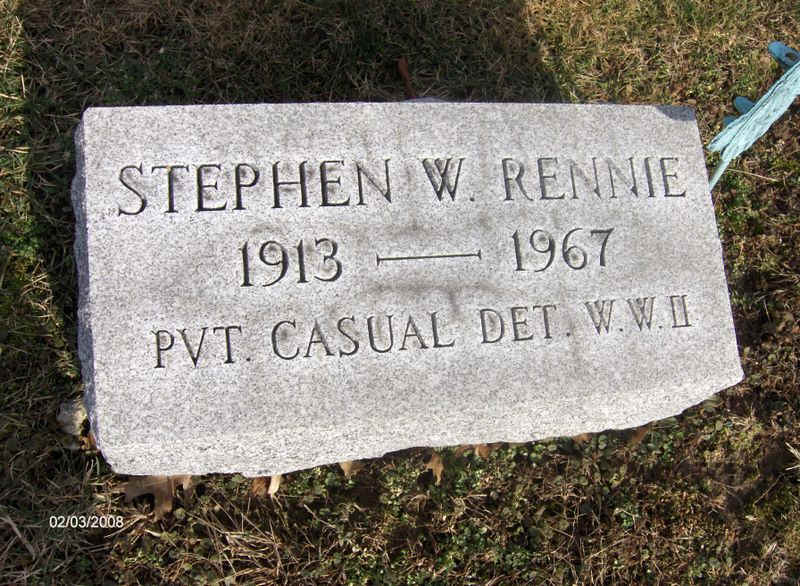 STEPHEN W. RENNIE
1913 — 1967
PVT. CASUAL DET. W.W.II
02/03/2008